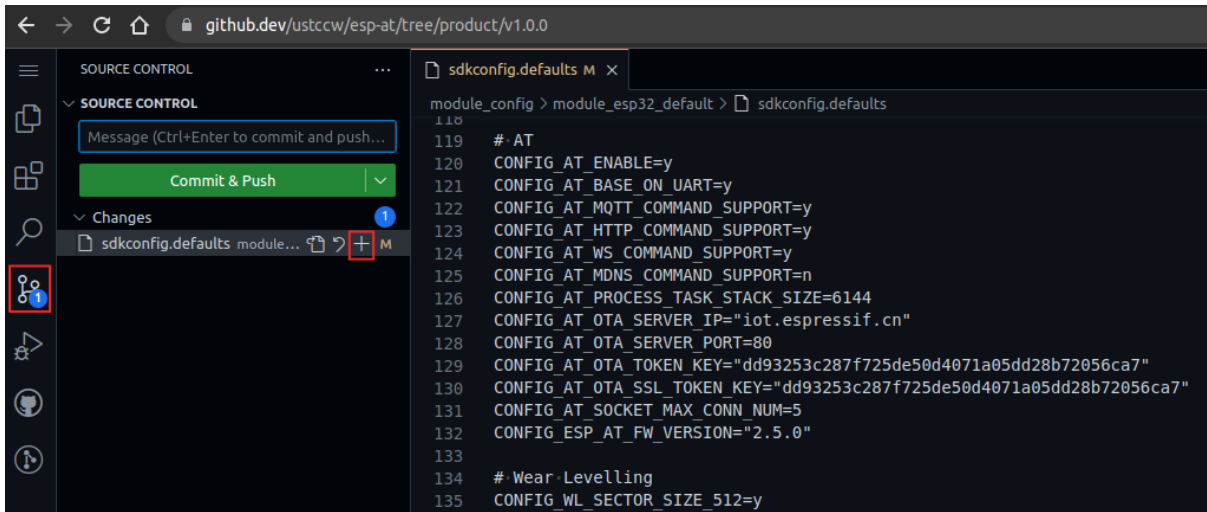 github.dev/ustccw/esp-at/tree/product/v1.0.0
SOURCE CONTROL
SOURCE CONTROL
Message (Ctrl+Enter to commit and push...
Commit & Push
Changes 1
sdkconfig.defaults module... M
1
sdkconfig.defaults M
module_config > module_esp32_default > sdkconfig.defaults
118
119 #·AT
120 CONFIG_AT_ENABLE=y
121 CONFIG_AT_BASE_ON_UART=y
122 CONFIG_AT_MQTT_COMMAND_SUPPORT=y
123 CONFIG_AT_HTTP_COMMAND_SUPPORT=y
124 CONFIG_AT_WS_COMMAND_SUPPORT=y
125 CONFIG_AT_MDNS_COMMAND_SUPPORT=n
126 CONFIG_AT_PROCESS_TASK_STACK_SIZE=6144
127 CONFIG_AT_OTA_SERVER_IP="iot.espressif.cn"
128 CONFIG_AT_OTA_SERVER_PORT=80
129 CONFIG_AT_OTA_TOKEN_KEY="dd93253c287f725de50d4071a05dd28b72056ca7"
130 CONFIG_AT_OTA_SSL_TOKEN_KEY="dd93253c287f725de50d4071a05dd28b72056ca7"
131 CONFIG_AT_SOCKET_MAX_CONN_NUM=5
132 CONFIG_ESP_AT_FW_VERSION="2.5.0"
133
134 #·Wear·Levelling
135 CONFIG_WL_SECTOR_SIZE_512=y